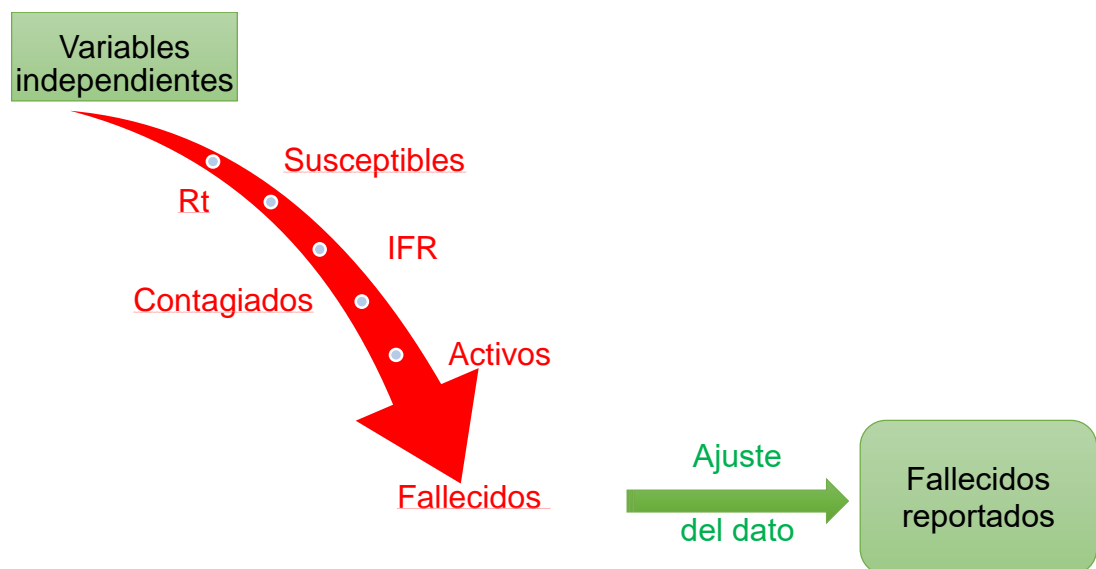 Variables
independientes
Susceptibles
Rt
IFR
Contagiados
Activos
Fallecidos
Ajuste
del dato
Fallecidos
reportados